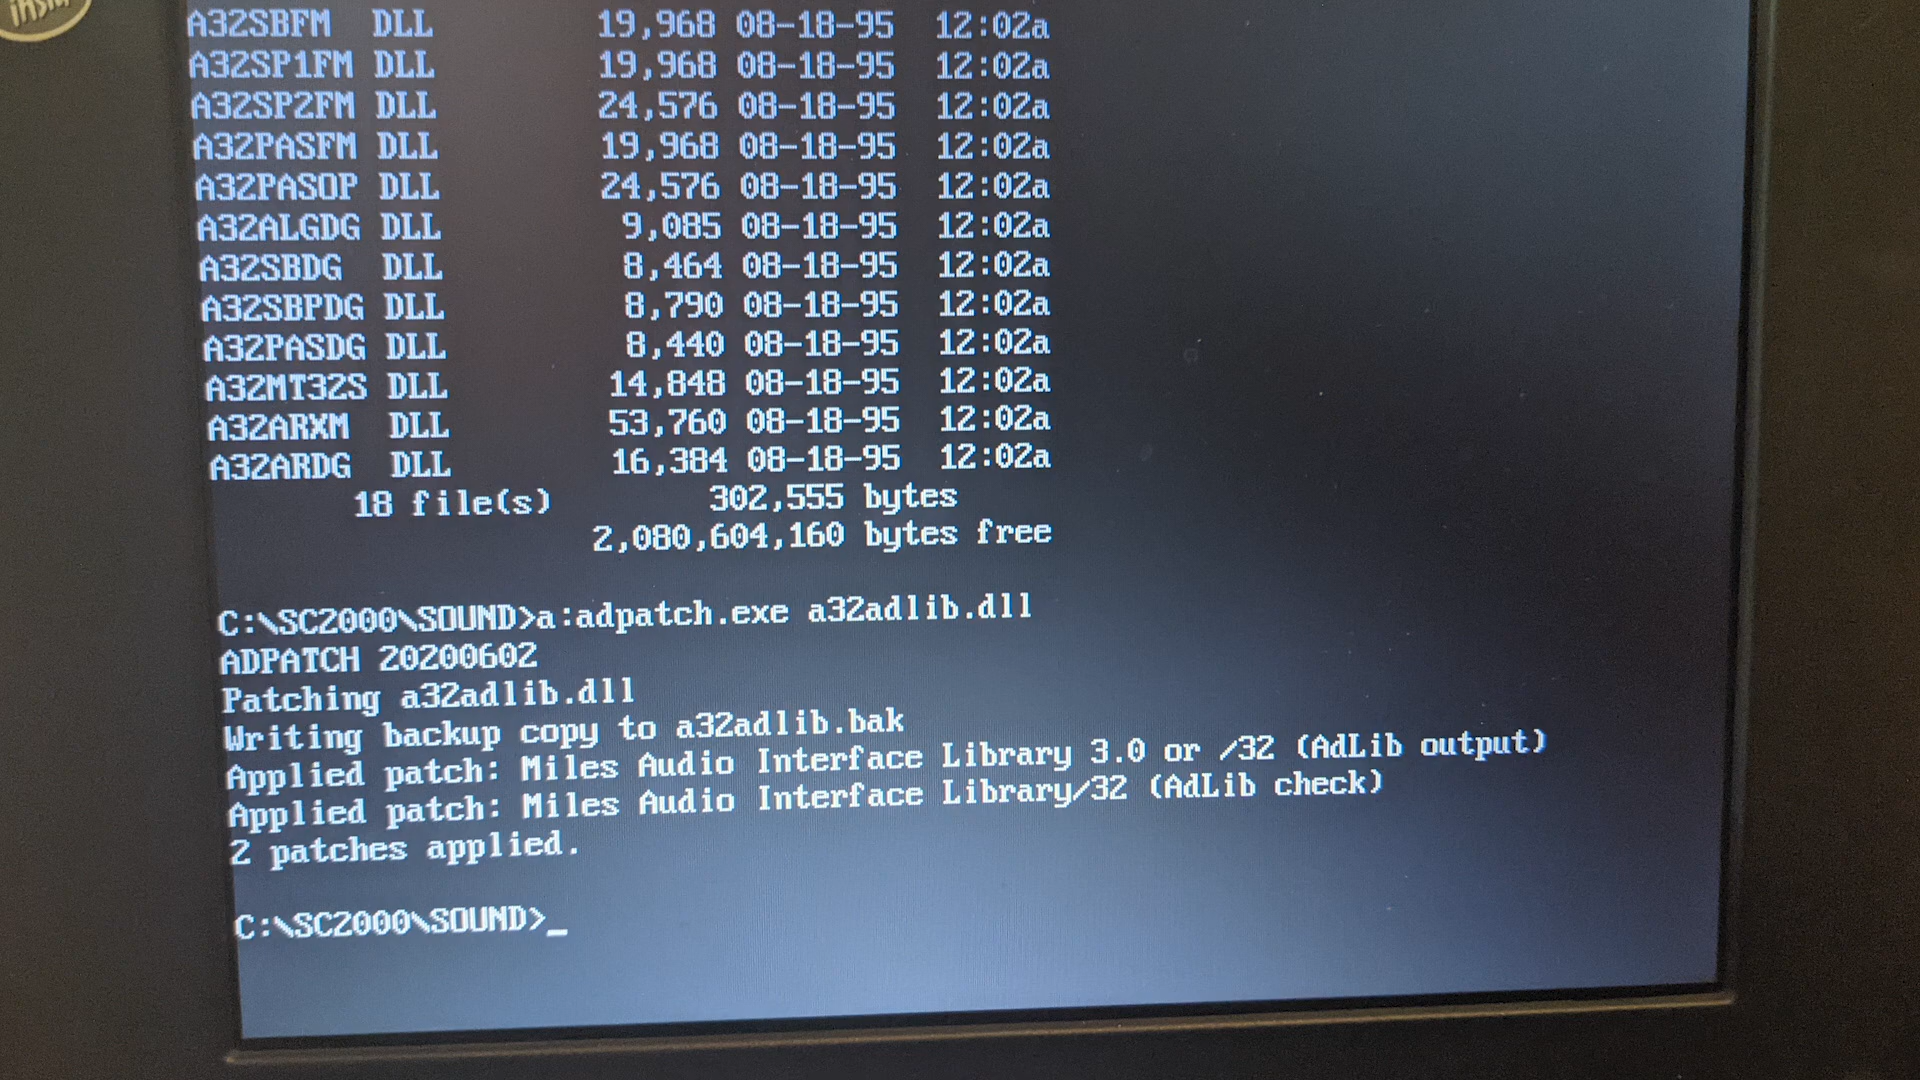 A32SBFM  DLL        19,968 08-18-95  12:02a
A32SP1FM DLL        19,968 08-18-95  12:02a
A32SP2FM DLL        24,576 08-18-95  12:02a
A32PASFM DLL        19,968 08-18-95  12:02a
A32PASOP DLL        24,576 08-18-95  12:02a
A32ALGDG DLL         9,085 08-18-95  12:02a
A32SBDG  DLL         8,464 08-18-95  12:02a
A32SBPDG DLL         8,790 08-18-95  12:02a
A32PASDG DLL         8,440 08-18-95  12:02a
A32MT32S DLL        14,848 08-18-95  12:02a
A32ARXM  DLL        53,760 08-18-95  12:02a
A32ARDG  DLL        16,384 08-18-95  12:02a
18 file(s)        302,555 bytes
2,080,604,160 bytes free
C:\SC2000\SOUND>a:adpatch.exe a32adlib.dll
ADPATCH 20200602
Patching a32adlib.dll
Writing backup copy to a32adlib.bak
Applied patch: Miles Audio Interface Library 3.0 or /32 (AdLib output)
Applied patch: Miles Audio Interface Library/32 (AdLib check)
2 patches applied.
C:\SC2000\SOUND>_